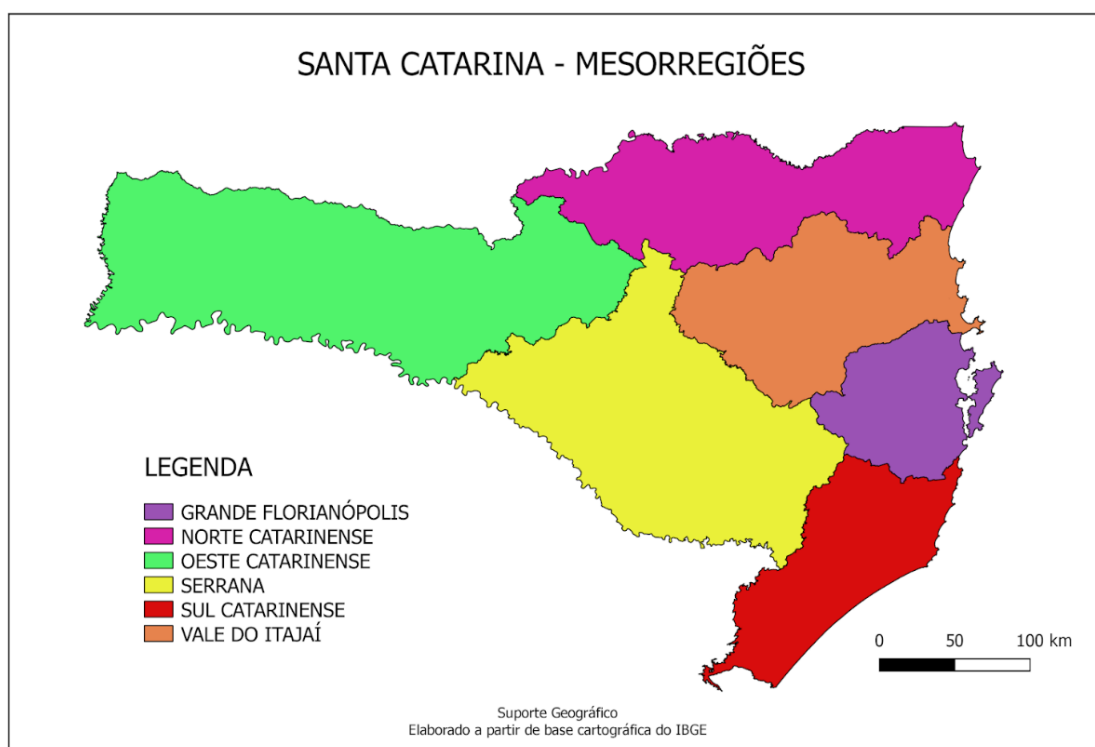 SANTA CATARINA - MESORREGIÕES
LEGENDA
GRANDE FLORIANÓPOLIS
NORTE CATARINENSE
OESTE CATARINENSE
SERRANA
SUL CATARINENSE
VALE DO ITAJAÍ
0 50 100 km
Suporte Geográfico
Elaborado a partir de base cartográfica do IBGE